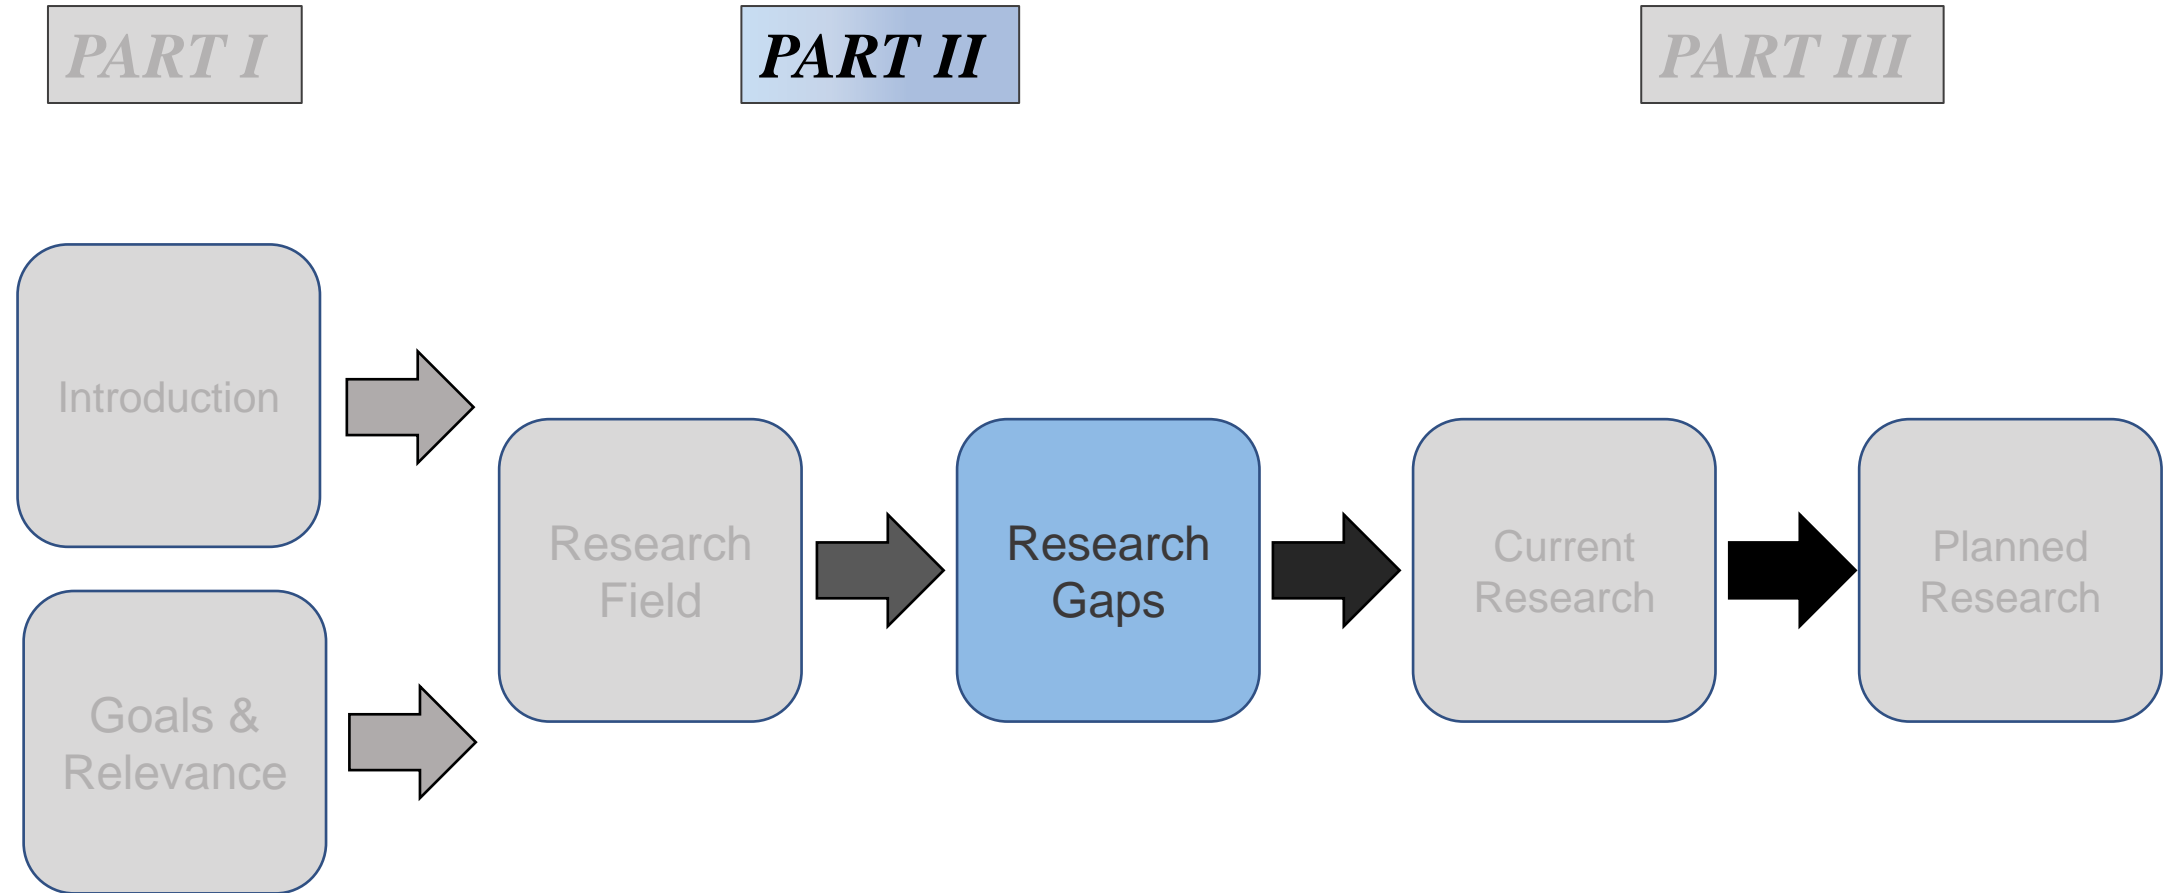 PART I
PART II
PART III
Introduction
Goals &
Relevance
Research
Field
Research
Gaps
Current
Research
Planned
Research